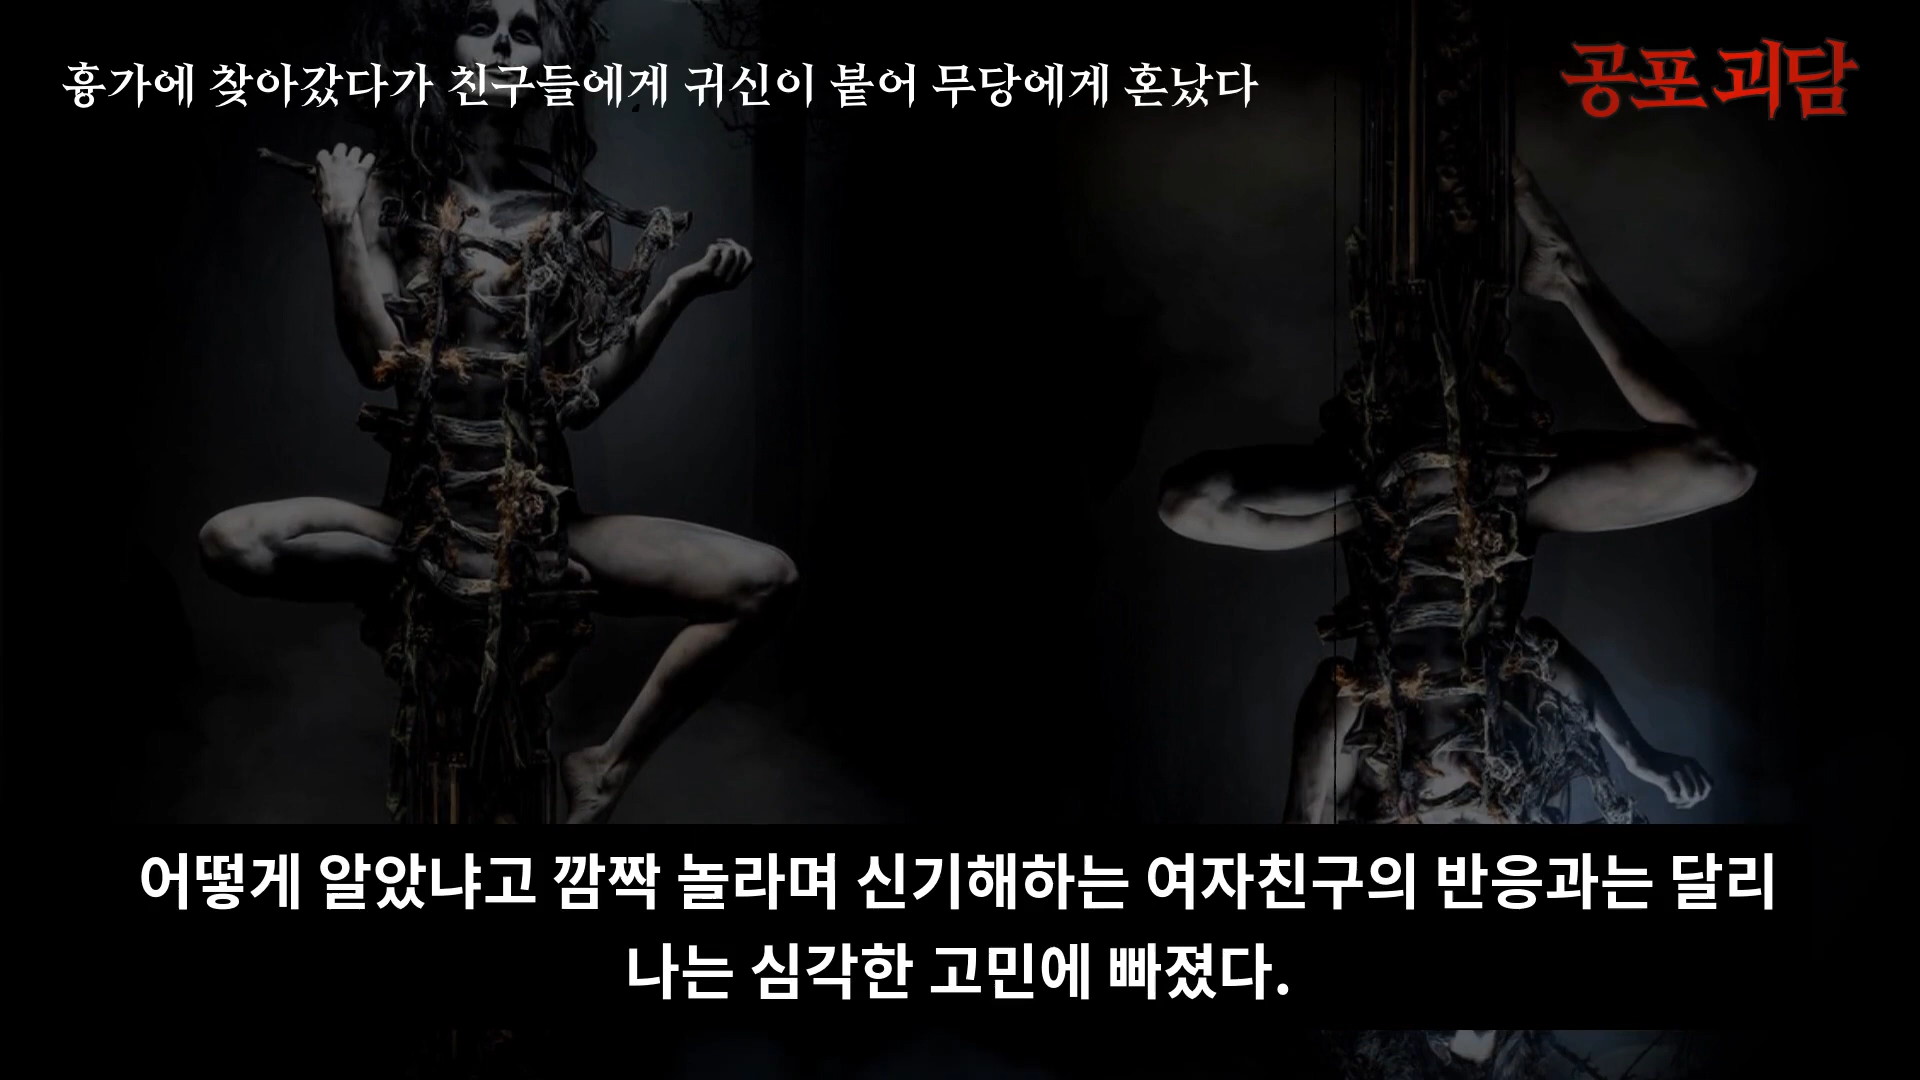 흉가에 찾아갔다가 친구들에게 귀신이 붙어 무당에게 혼났다
공포 괴담
어떻게 알았냐고 깜짝 놀라며 신기해하는 여자친구의 반응과는 달리
나는 심각한 고민에 빠졌다.